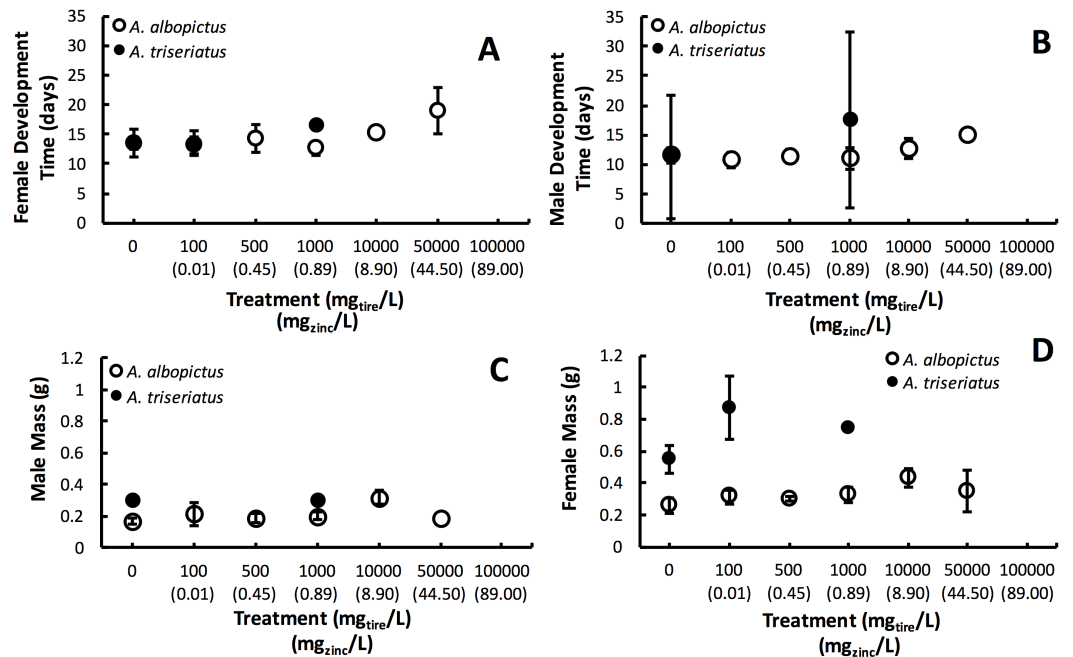 35
30
25
20
15
10
5
0
Female Development
Time (days)
A. albopictus
A. triseriatus
A
0 100 500 1000 10000 50000 100000
(0.01) (0.45) (0.89) (8.90) (44.50) (89.00)
Treatment (mgtire/L)
(mgzinc/L)
35
30
25
20
15
10
5
0
Male Development
Time (days)
A. albopictus
A. triseriatus
B
0 100 500 1000 10000 50000 100000
(0.01) (0.45) (0.89) (8.90) (44.50) (89.00)
Treatment (mgtire/L)
(mgzinc/L)
1.2
1
0.8
0.6
0.4
0.2
0
Male Mass (g)
A. albopictus
A. triseriatus
C
0 100 500 1000 10000 50000 100000
(0.01) (0.45) (0.89) (8.90) (44.50) (89.00)
Treatment (mgtire/L)
(mgzinc/L)
1.2
1
0.8
0.6
0.4
0.2
0
Female Mass (g)
A. albopictus
A. triseriatus
D
0 100 500 1000 10000 50000 100000
(0.01) (0.45) (0.89) (8.90) (44.50) (89.00)
Treatment (mgtire/L)
(mgzinc/L)